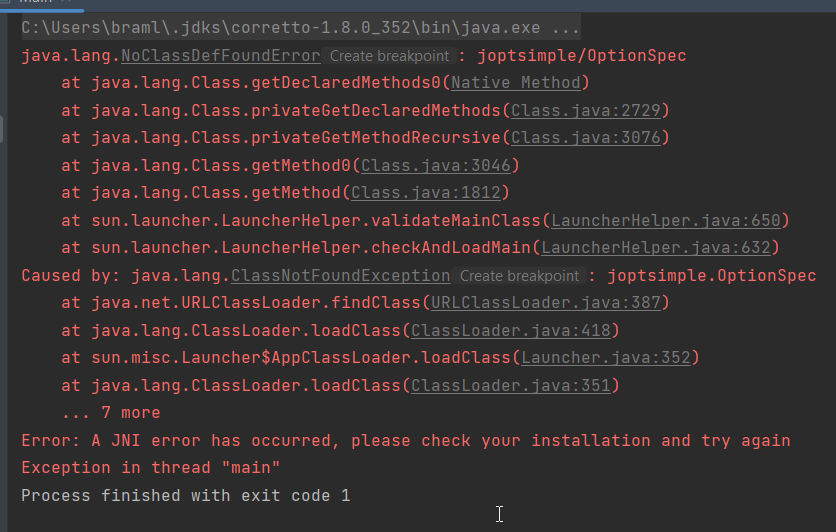 Main
C:\Users\braml\.jdks\corretto-1.8.0_352\bin\java.exe ...
java.lang.NoClassDefFoundError Create breakpoint : joptsimple/OptionSpec
at java.lang.Class.getDeclaredMethods0(Native Method)
at java.lang.Class.privateGetDeclaredMethods(Class.java:2729)
at java.lang.Class.privateGetMethodRecursive(Class.java:3076)
at java.lang.Class.getMethod0(Class.java:3046)
at java.lang.Class.getMethod(Class.java:1812)
at sun.launcher.LauncherHelper.validateMainClass(LauncherHelper.java:650)
at sun.launcher.LauncherHelper.checkAndLoadMain(LauncherHelper.java:632)
Caused by: java.lang.ClassNotFoundException Create breakpoint : joptsimple.OptionSpec
at java.net.URLClassLoader.findClass(URLClassLoader.java:387)
at java.lang.ClassLoader.loadClass(ClassLoader.java:418)
at sun.misc.Launcher$AppClassLoader.loadClass(Launcher.java:352)
at java.lang.ClassLoader.loadClass(ClassLoader.java:351)
... 7 more
Error: A JNI error has occurred, please check your installation and try again
Exception in thread "main"
Process finished with exit code 1